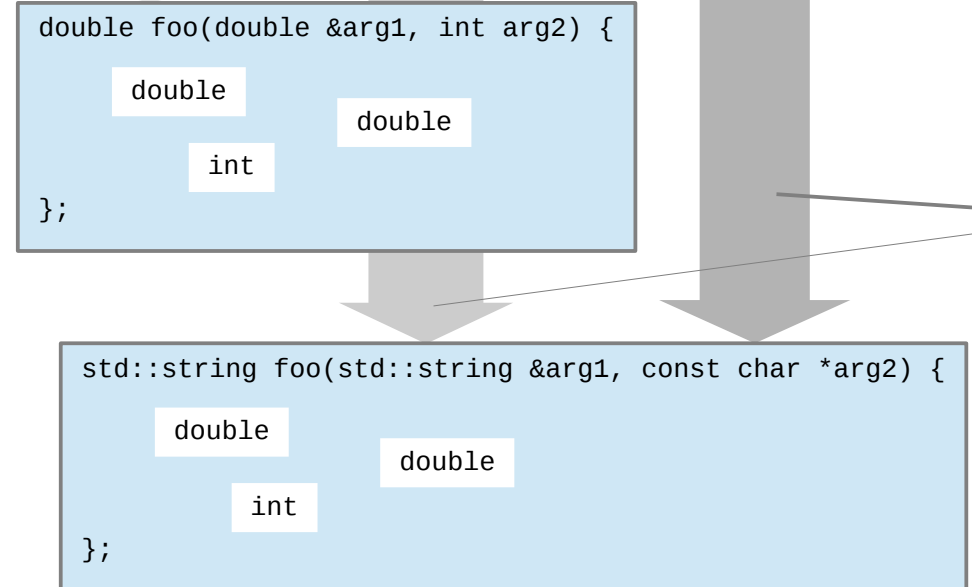 double foo(double &arg1, int arg2) {
double
double
int
};
std::string foo(std::string &arg1, const char *arg2) {
double
double
int
};